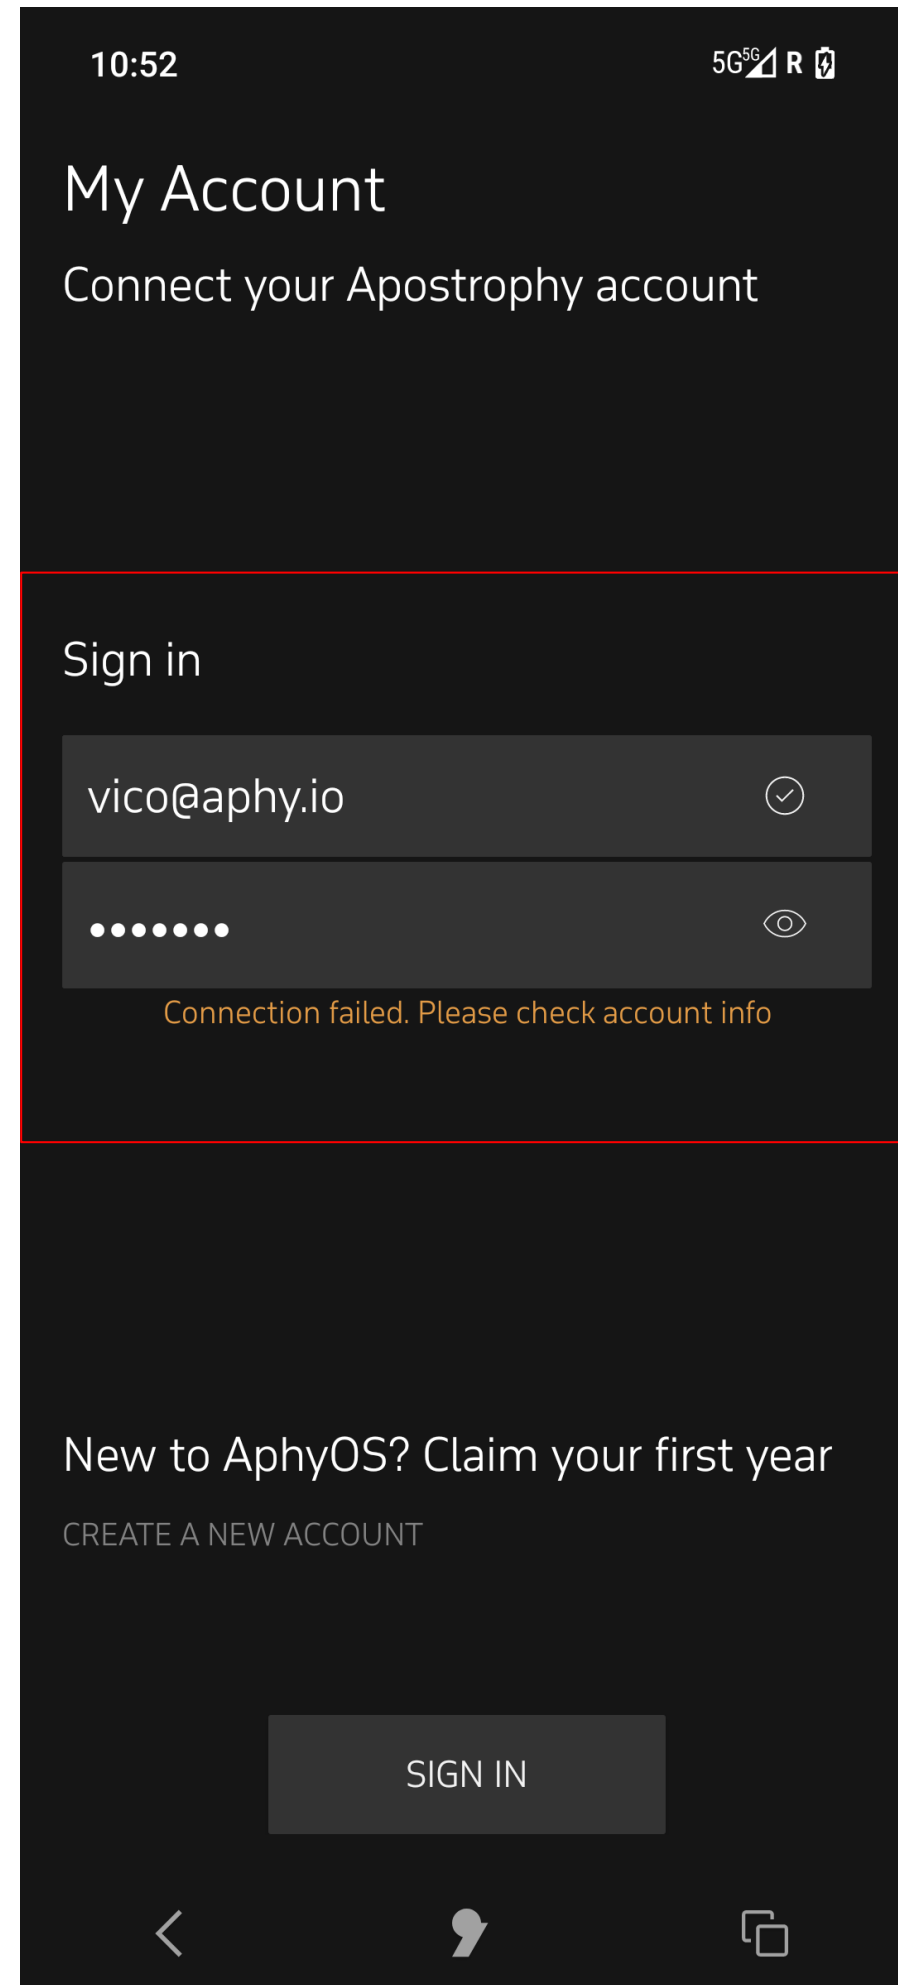 10:52
5G 5G R
My Account
Connect your Apostrophy account
Sign in
vico@aphy.io
•••••••
Connection failed. Please check account info
New to AphyOS? Claim your first year
CREATE A NEW ACCOUNT
SIGN IN